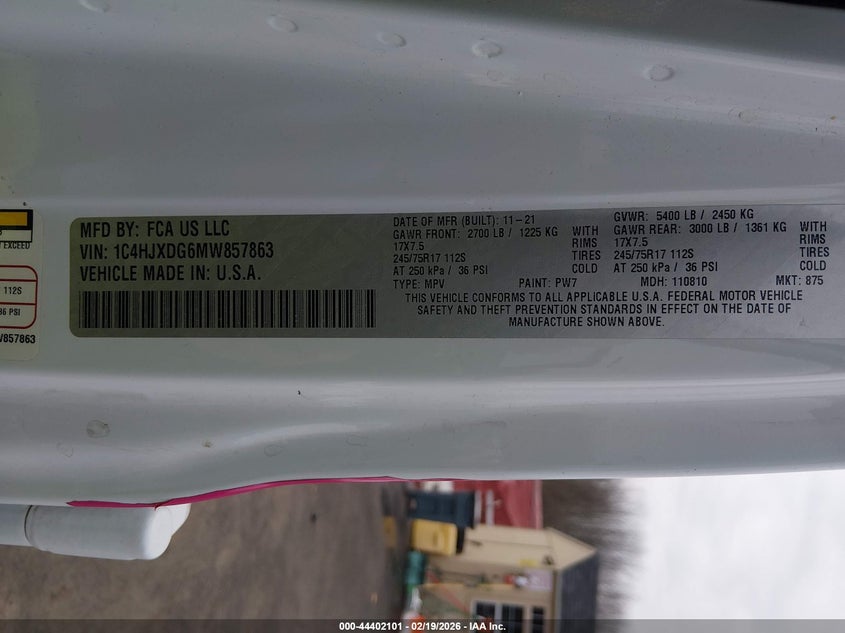 EXCEED
112S
36 PSI
W857863
MFD BY: FCA US LLC
VIN: 1C4HJXDG6MW857863
VEHICLE MADE IN: U.S.A.
DATE OF MFR (BUILT): 11-21
GAWR FRONT: 2700 LB / 1225 KG WITH
17X7.5 RIMS
245/75R17 112S TIRES
AT 250 kPa / 36 PSI COLD
TYPE: MPV PAINT: PW7
GVWR: 5400 LB / 2450 KG
GAWR REAR: 3000 LB / 1361 KG WITH
17X7.5 RIMS
245/75R17 112S TIRES
AT 250 kPa / 36 PSI COLD
MDH: 110810 MKT: 875
THIS VEHICLE CONFORMS TO ALL APPLICABLE U.S.A. FEDERAL MOTOR VEHICLE
SAFETY AND THEFT PREVENTION STANDARDS IN EFFECT ON THE DATE OF
MANUFACTURE SHOWN ABOVE.
000-44402101 - 02/19/2026 - IAA Inc.